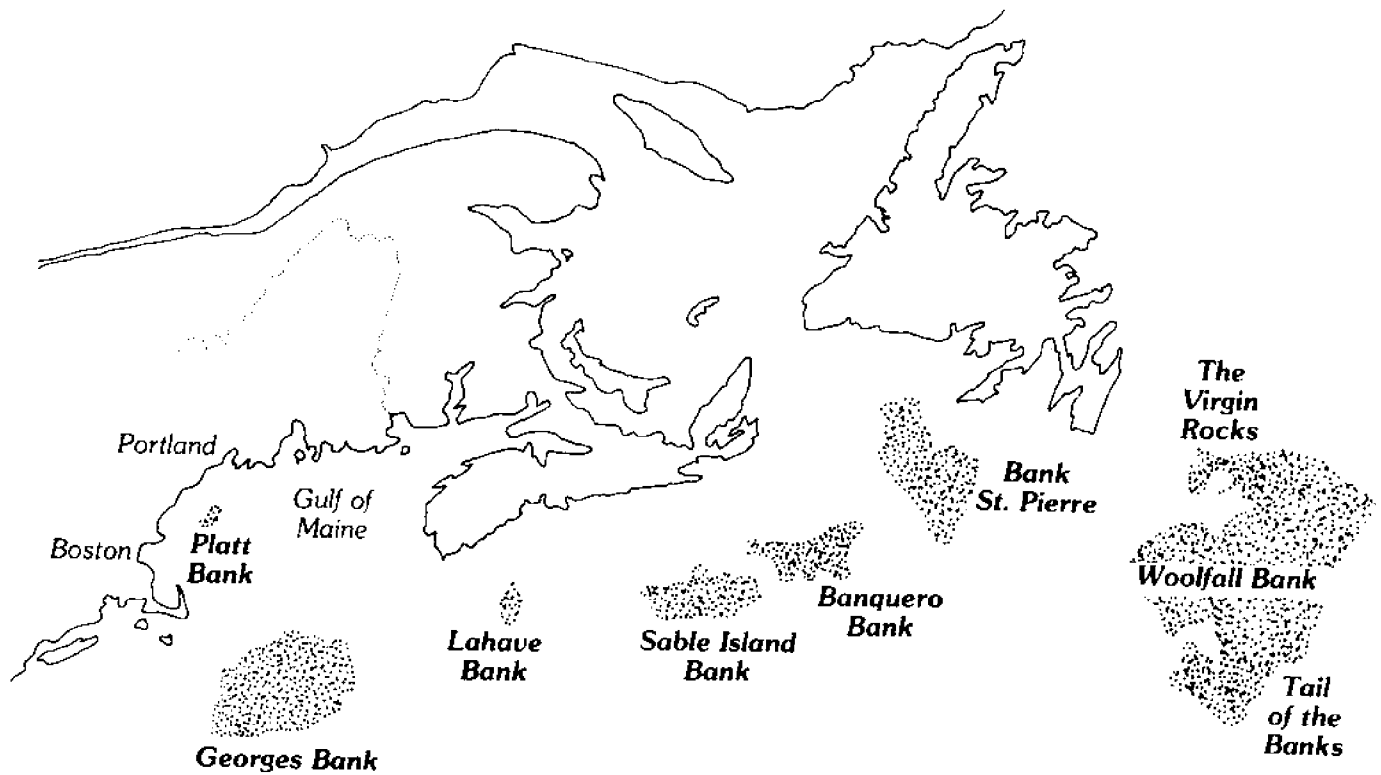 The
Virgin
Rocks
Portland
Bank
St. Pierre
Gulf of
Maine
Boston
Platt
Bank
Woolfall Bank
Banquero
Bank
Lahave
Bank
Sable Island
Bank
Tail
of the
Banks
Georges Bank